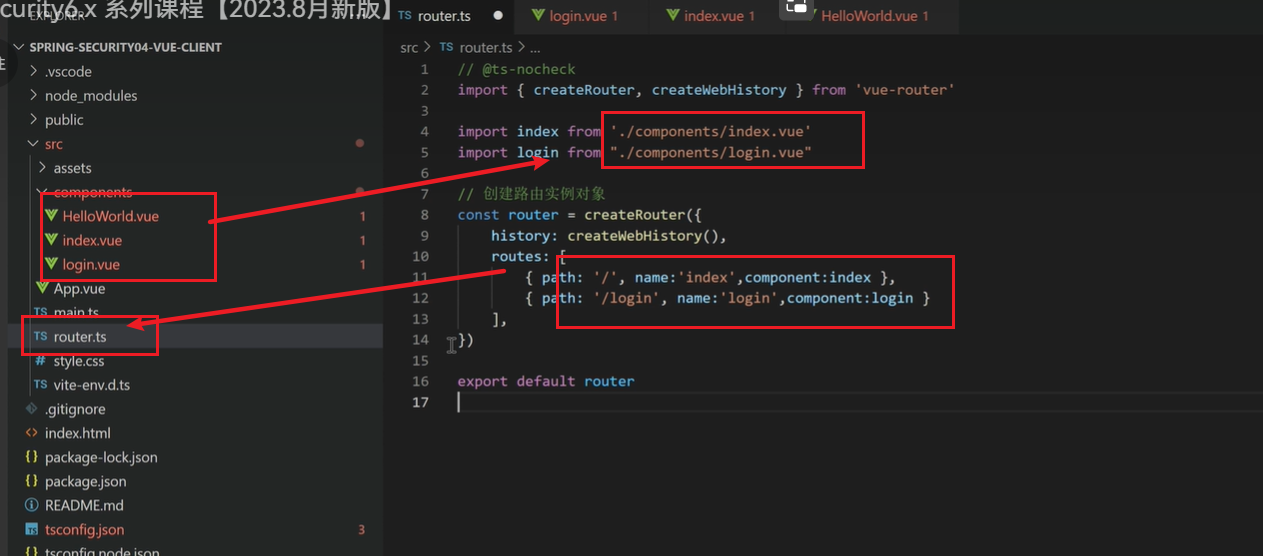 curity6.x 系列课程【2023.8月新版】
EXPLORER
SPRING-SECURITY04-VUE-CLIENT
.vscode
node_modules
public
src
assets
components
HelloWorld.vue 1
index.vue 1
login.vue 1
App.vue
TS main.ts
TS router.ts
# style.css
TS vite-env.d.ts
.gitignore
<> index.html
{} package-lock.json
{} package.json
README.md
TS tsconfig.json 3
{} tsconfig.node.json
TS router.ts
login.vue 1
index.vue 1
HelloWorld.vue 1
src > TS router.ts > ...
1 // @ts-nocheck
2 import { createRouter, createWebHistory } from 'vue-router'
3
4 import index from './components/index.vue'
5 import login from "./components/login.vue"
6
7 // 创建路由实例对象
8 const router = createRouter({
9 history: createWebHistory(),
10 routes: [
11 { path: '/', name:'index',component:index },
12 { path: '/login', name:'login',component:login }
13 ],
14 })
15
16 export default router
17